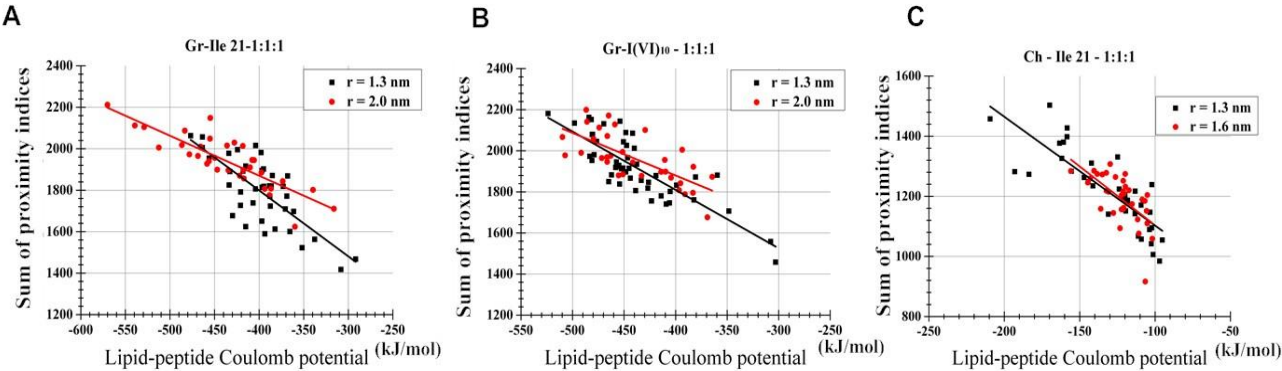 A
Gr-Ile 21-1:1:1
r = 1.3 nm
r = 2.0 nm
Sum of proximity indices
2400
2200
2000
1800
1600
1400
1200
-600
-550
-500
-450
-400
-350
-300
-250
Lipid-peptide Coulomb potential (kJ/mol)
B
Gr-I(VI)₁₀ - 1:1:1
r = 1.3 nm
r = 2.0 nm
Sum of proximity indices
2400
2200
2000
1800
1600
1400
1200
-550
-500
-450
-400
-350
-300
-250
Lipid-peptide Coulomb potential (kJ/mol)
C
Ch - Ile 21 - 1:1:1
r = 1.3 nm
r = 1.6 nm
Sum of proximity indices
1600
1400
1200
1000
800
-250
-200
-150
-100
-50
Lipid-peptide Coulomb potential (kJ/mol)